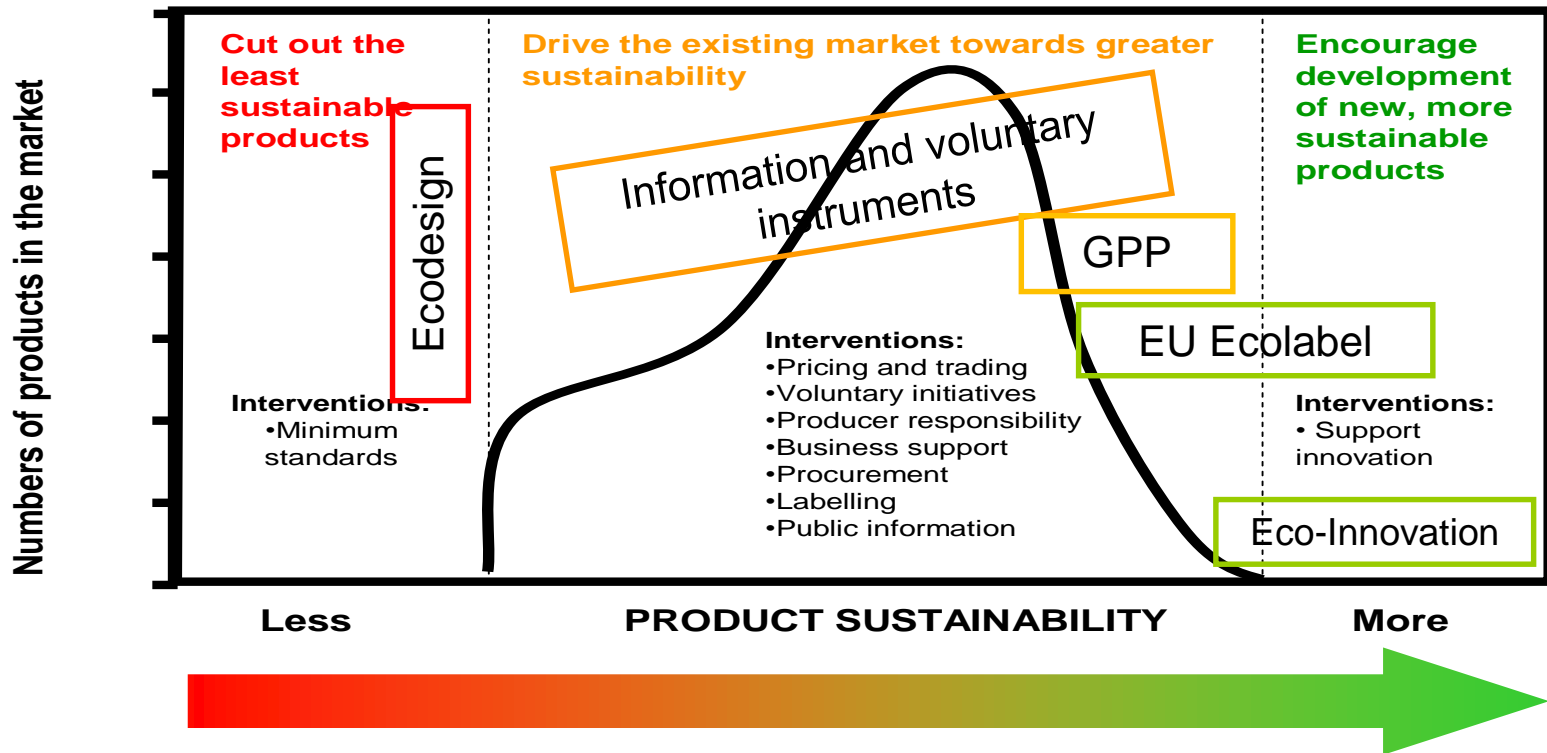 Numbers of products in the market
Cut out the
least
sustainable
products
Ecodesign
Interventions:
•Minimum
standards
Drive the existing market towards greater
sustainability
Information and voluntary
instruments
GPP
EU Ecolabel
Interventions:
•Pricing and trading
•Voluntary initiatives
•Producer responsibility
•Business support
•Procurement
•Labelling
•Public information
Encourage
development
of new, more
sustainable
products
Interventions:
• Support
innovation
Eco-Innovation
Less
PRODUCT SUSTAINABILITY
More